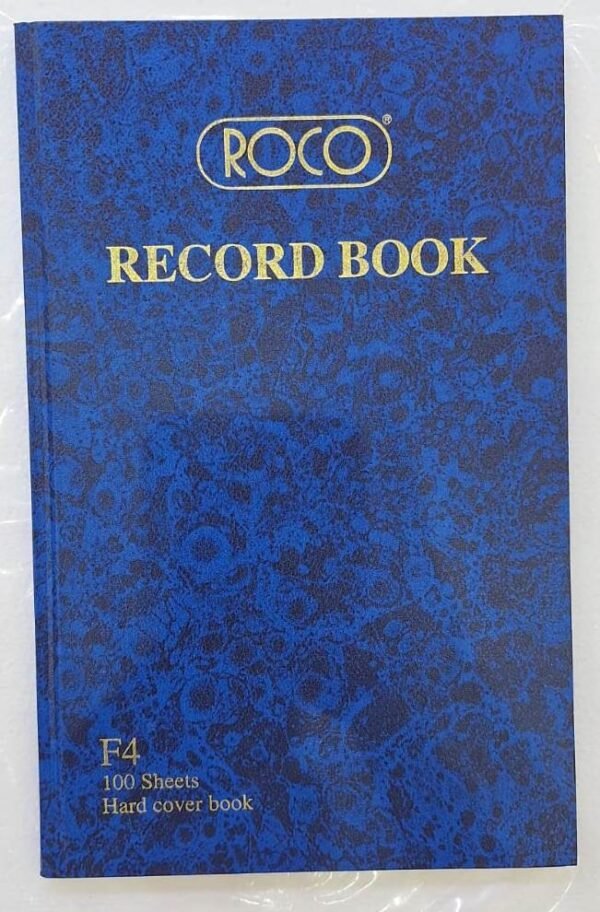 ROCO®
RECORD BOOK
F4
100 Sheets
Hard cover book